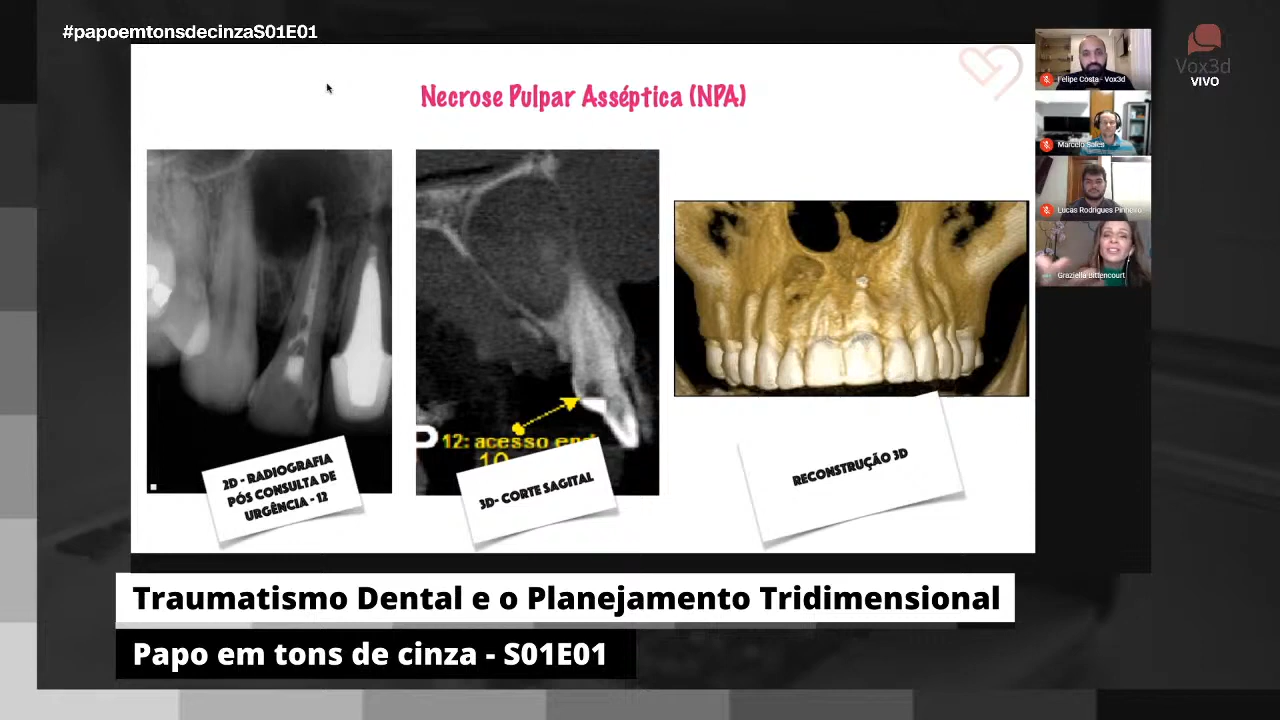 #papoemtonsdecinzaS01E01
Vox3d
VIVO
Necrose Pulpar Asséptica (NPA)
Felipe Costa - Vox3d
Marcelo Sales
Lucas Rodrigues Pinheiro
Graziella Bittencourt
12: acesso
10
2D - RADIOGRAFIA
PÓS CONSULTA DE
URGÊNCIA - 12
3D- CORTE SAGITAL
RECONSTRUÇÃO 3D
Traumatismo Dental e o Planejamento Tridimensional
Papo em tons de cinza - S01E01